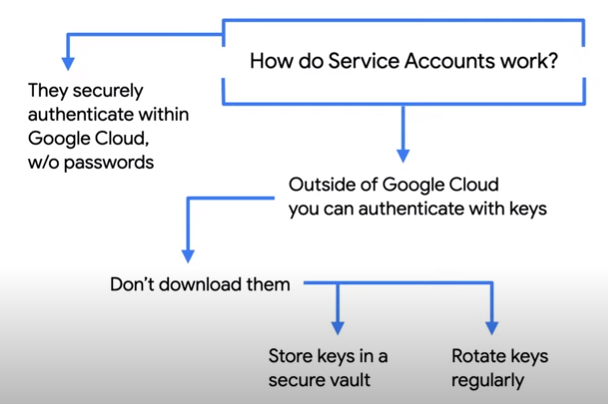 How do Service Accounts work?
They securely
authenticate within
Google Cloud,
w/o passwords
Outside of Google Cloud
you can authenticate with keys
Don't download them
Store keys in a
secure vault
Rotate keys
regularly